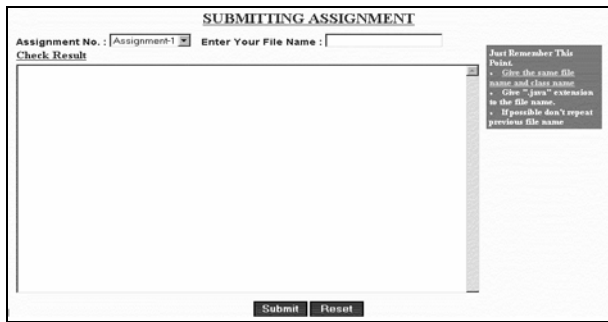 SUBMITTING ASSIGNMENT
Assignment No. : Assignment-1 Enter Your File Name :
Check Result
Just Remember This
Point.
• Give the same file
name and class name
• Give ".java" extension
to the file name.
• If possible don't repeat
previous file name
Submit Reset